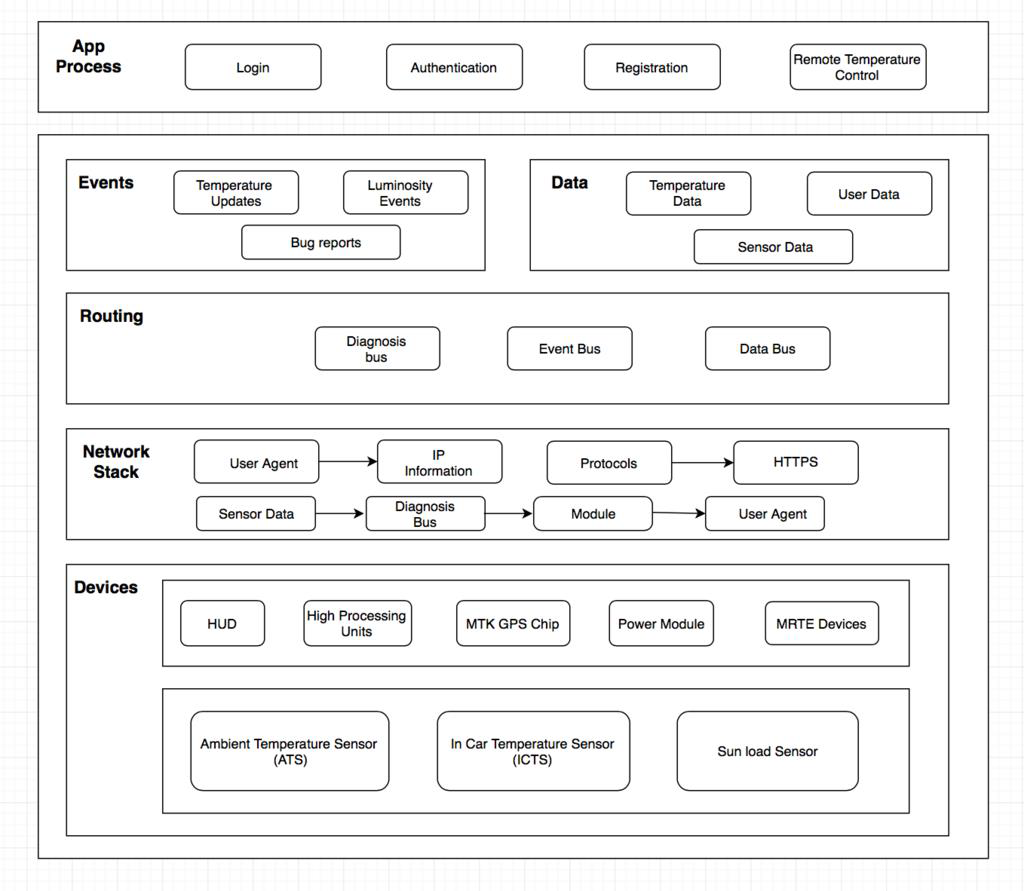 App
Process
Login
Authentication
Registration
Remote Temperature
Control
Events
Temperature
Updates
Luminosity
Events
Bug reports
Data
Temperature
Data
User Data
Sensor Data
Routing
Diagnosis
bus
Event Bus
Data Bus
Network
Stack
User Agent
IP
Information
Protocols
HTTPS
Sensor Data
Diagnosis
Bus
Module
User Agent
Devices
HUD
High Processing
Units
MTK GPS Chip
Power Module
MRTE Devices
Ambient Temperature Sensor
(ATS)
In Car Temperature Sensor
(ICTS)
Sun load Sensor